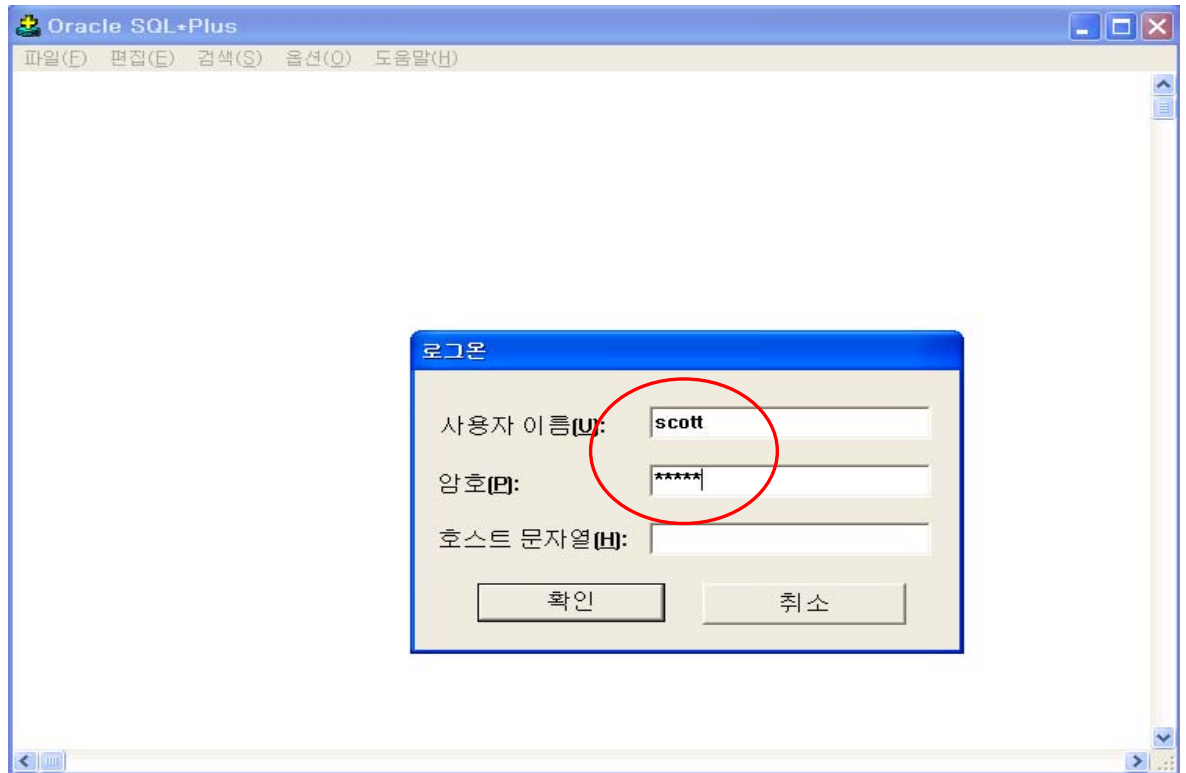 Oracle SQL*Plus
파일(F) 편집(E) 검색(S) 옵션(O) 도움말(H)
로그온
사용자 이름(U): scott
암호(P): *****
호스트 문자열(H):
확인 취소